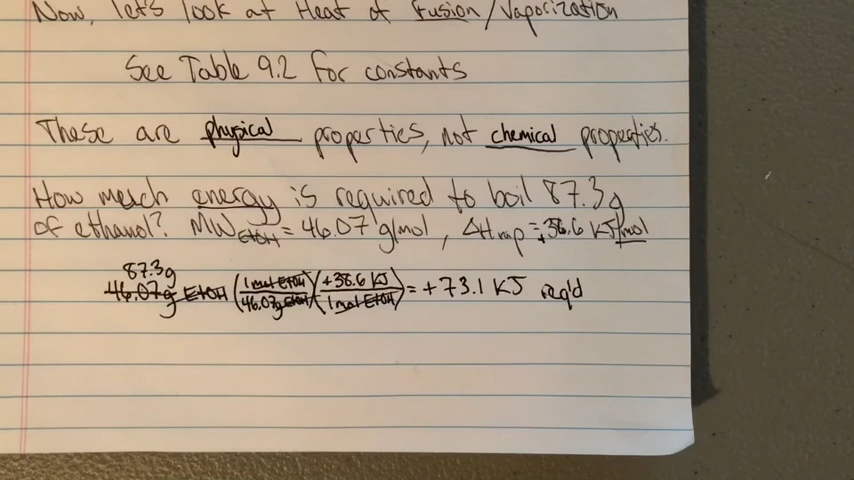 Now, let's look at Heat of Fusion/Vaporization
See Table 9.2 for constants
These are physical properties, not chemical properties.
How much energy is required to boil 87.3g
of ethanol? MW EtOH = 46.07 g/mol, ΔHvap = +38.6 KJ/mol
87.3g
46.07g EtOH (1 mol EtOH/46.07g EtOH)(+38.6 KJ/1 mol EtOH) = +73.1 KJ req'd